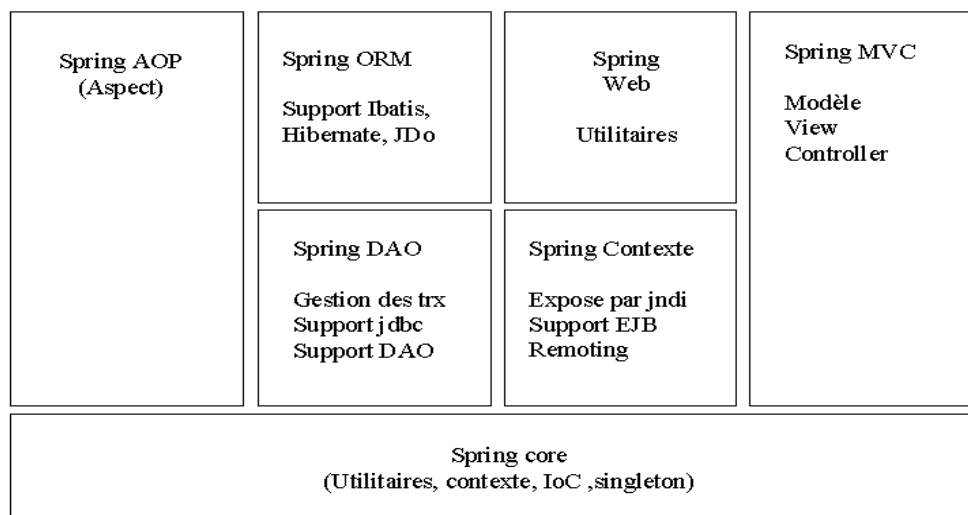 Spring AOP
(Aspect)
Spring ORM
Support Ibatis,
Hibernate, JDo
Spring
Web
Utilitaires
Spring MVC
Modèle
View
Controller
Spring DAO
Gestion des trx
Support jdbc
Support DAO
Spring Contexte
Expose par jndi
Support EJB
Remoting
Spring core
(Utilitaires, contexte, IoC ,singleton)